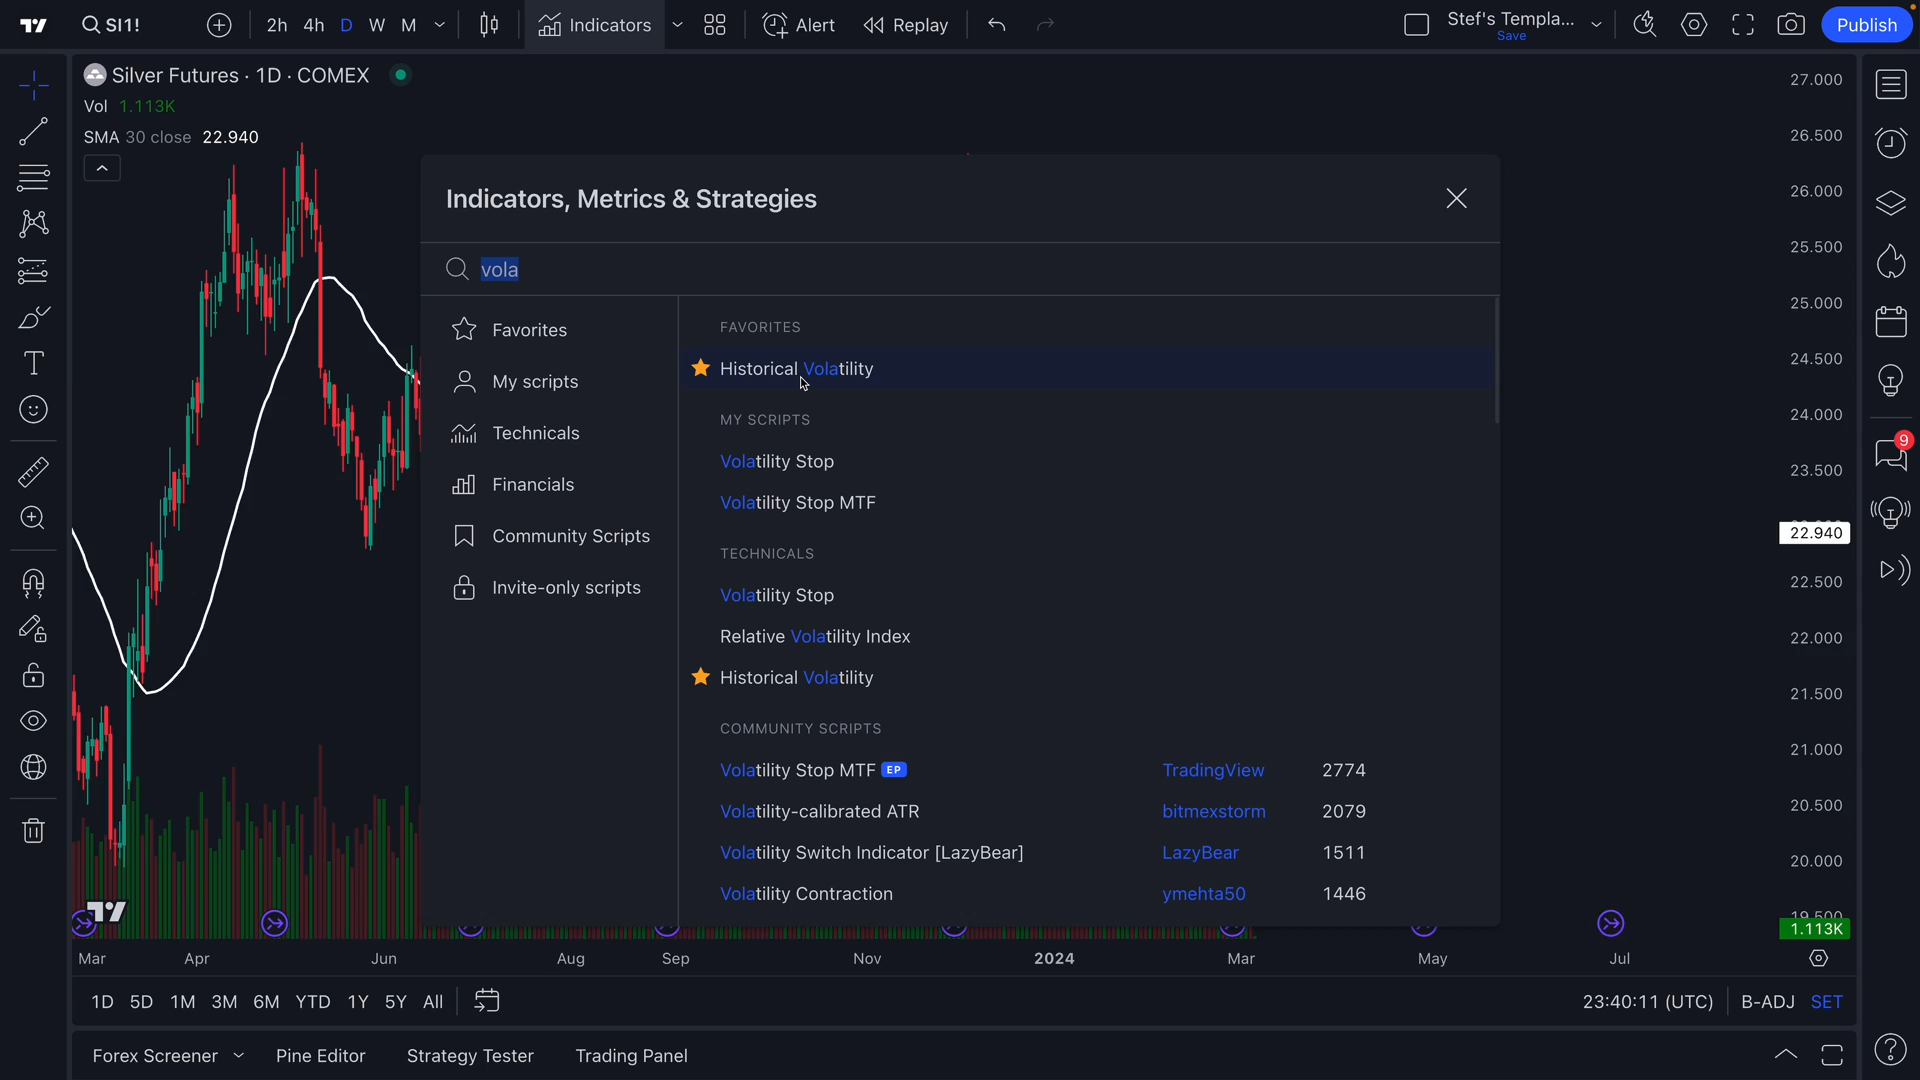 SI1!
2h 4h D W M
Indicators
Alert
Replay
Stef's Templa...
Save
Publish
Silver Futures · 1D · COMEX
Vol 1.113K
SMA 30 close 22.940
Indicators, Metrics & Strategies
vola
Favorites
My scripts
Technicals
Financials
Community Scripts
Invite-only scripts
FAVORITES
Historical Volatility
MY SCRIPTS
Volatility Stop
Volatility Stop MTF
TECHNICALS
Volatility Stop
Relative Volatility Index
Historical Volatility
COMMUNITY SCRIPTS
Volatility Stop MTF EP TradingView 2774
Volatility-calibrated ATR bitmexstorm 2079
Volatility Switch Indicator [LazyBear] LazyBear 1511
Volatility Contraction ymehta50 1446
27.000
26.500
26.000
25.500
25.000
24.500
24.000
23.500
22.940
22.500
22.000
21.500
21.000
20.500
20.000
19.500
1.113K
9
Mar Apr Jun Aug Sep Nov 2024 Mar May Jul
1D 5D 1M 3M 6M YTD 1Y 5Y All
23:40:11 (UTC) B-ADJ SET
Forex Screener Pine Editor Strategy Tester Trading Panel